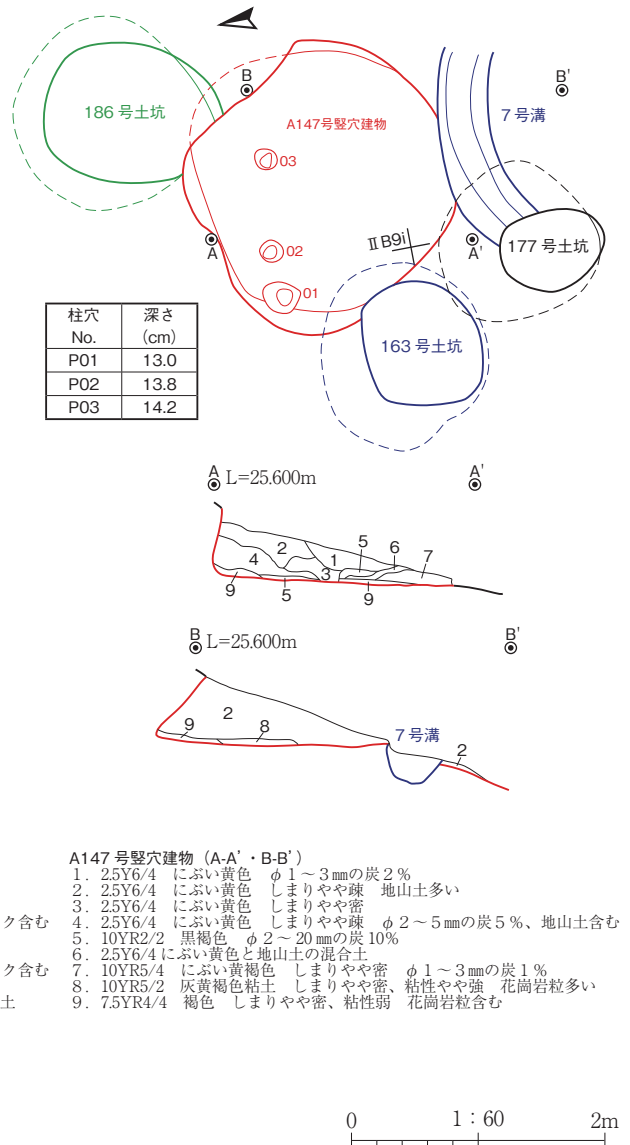 B
B'
186 号土坑
7 号溝
A147号竪穴建物
03
A
02
ⅡB9i
A'
177 号土坑
01
163 号土坑
柱穴 No. 深さ (cm)
P01 13.0
P02 13.8
P03 14.2
A L=25.600m A'
2 1 5 6 7
4 3
9 5 9
B L=25.600m B'
2
9 8 7 号溝 2
A147 号竪穴建物（A-A'・B-B'）
1. 2.5Y6/4 にぶい黄色 φ1～3㎜の炭2％
2. 2.5Y6/4 にぶい黄色 しまりやや疎 地山土多い
3. 2.5Y6/4 にぶい黄色 しまりやや密
ク含む 4. 2.5Y6/4 にぶい黄色 しまりやや疎 φ2～5㎜の炭5％、地山土含む
5. 10YR2/2 黒褐色 φ2～20㎜の炭10％
6. 2.5Y6/4にぶい黄色と地山土の混合土
ク含む 7. 10YR5/4 にぶい黄褐色 しまりやや密 φ1～3㎜の炭1％
8. 10YR5/2 灰黄褐色粘土 しまりやや密、粘性やや強 花崗岩粒多い
土 9. 7.5YR4/4 褐色 しまりやや密、粘性弱 花崗岩粒含む
0 1：60 2m